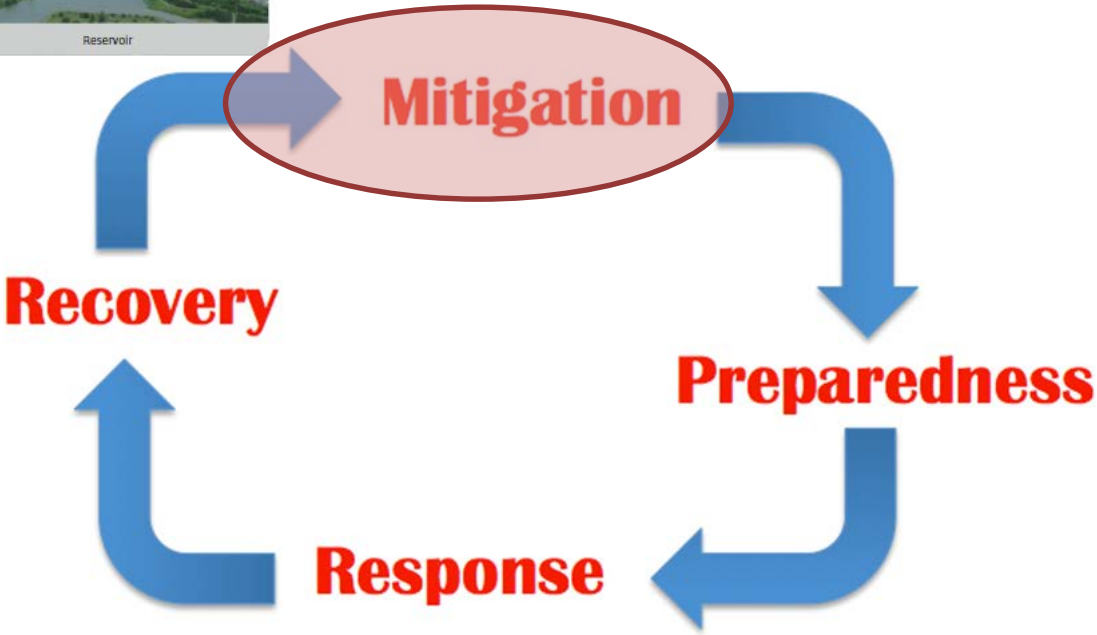 Reservoir
Mitigation
Recovery
Preparedness
Response